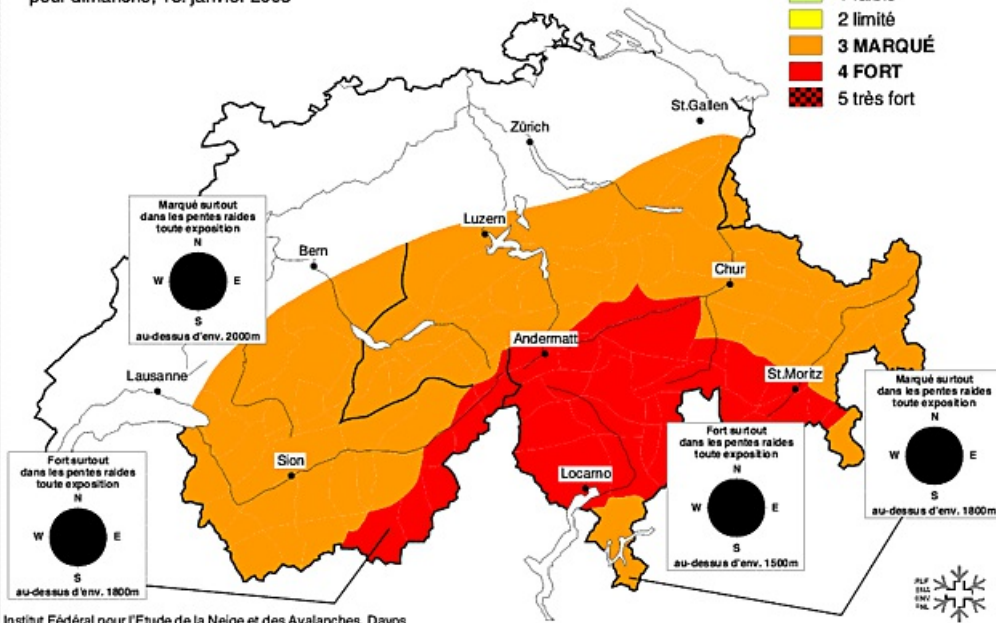 2 limité
3 MARQUÉ
4 FORT
5 très fort
St.Gallen
Zürich
Marqué surtout
dans les pentes raides
toute exposition
N
W E
S
au-dessus d'env. 2000m
Luzern
Bern
Chur
Andermatt
Lausanne
St.Moritz
Marqué surtout
dans les pentes raides
toute exposition
N
W E
S
au-dessus d'env. 1800m
Fort surtout
dans les pentes raides
toute exposition
N
W E
S
au-dessus d'env. 1500m
Sion
Locarno
Fort surtout
dans les pentes raides
toute exposition
N
W E
S
au-dessus d'env. 1800m
Institut Fédéral pour l'Etude de la Neige et des Avalanches, Davos